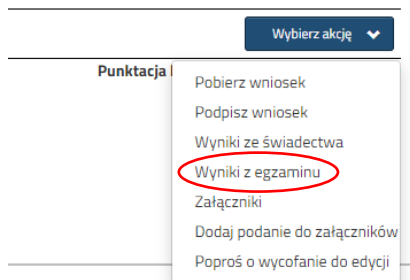 Wybierz akcję
Punktacja
Pobierz wniosek
Podpisz wniosek
Wyniki ze świadectwa
Wyniki z egzaminu
Załączniki
Dodaj podanie do załączników
Poproś o wycofanie do edycji